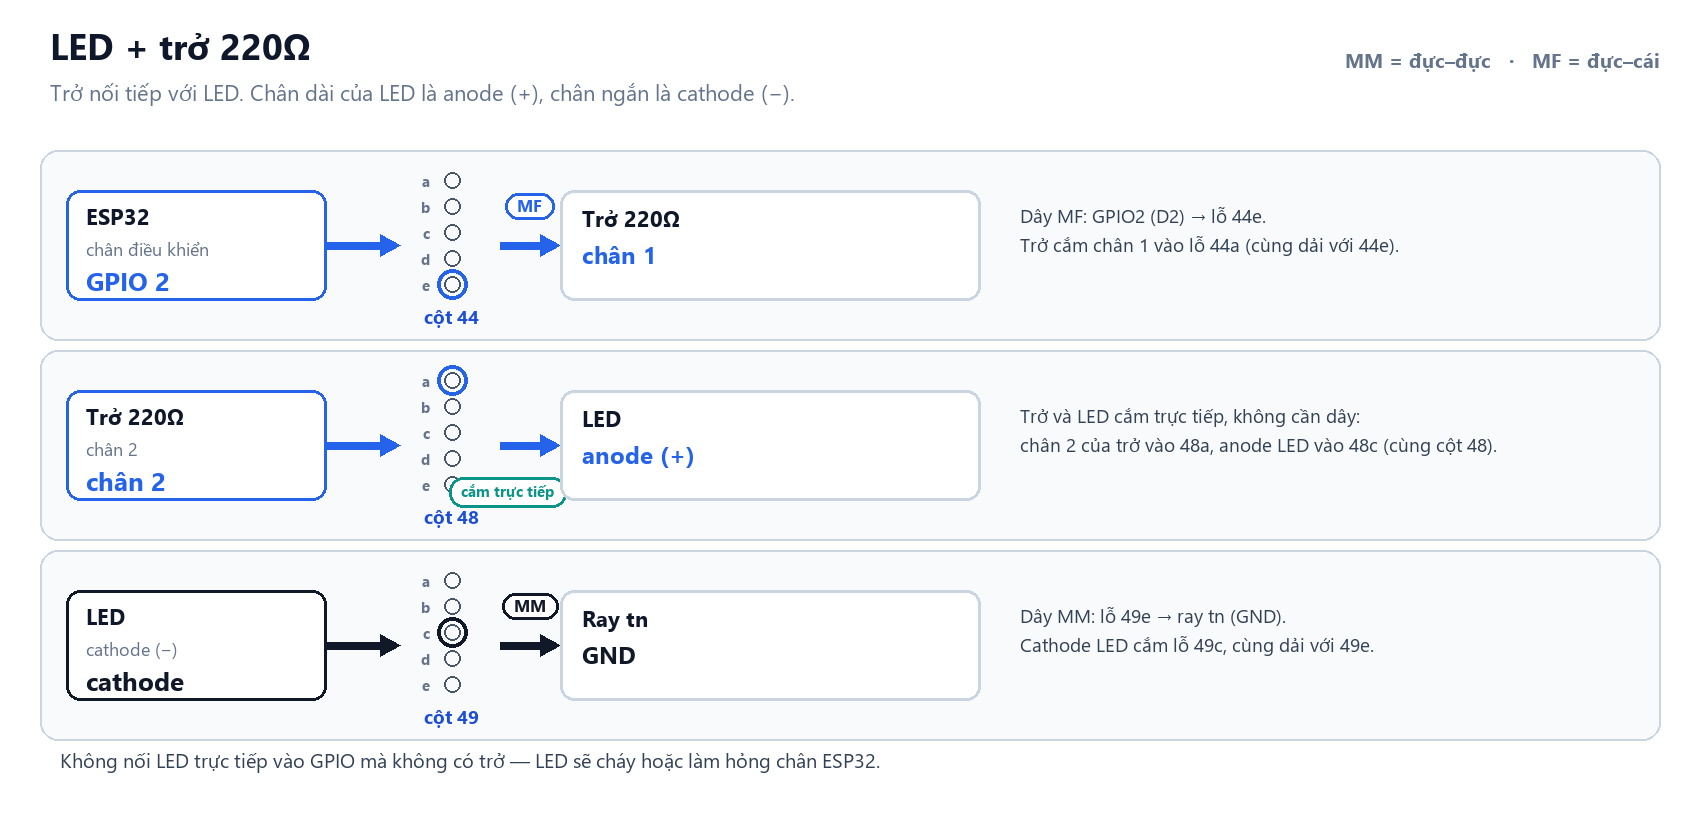 LED + trở 220Ω
MM = đực–đực · MF = đực–cái
Trở nối tiếp với LED. Chân dài của LED là anode (+), chân ngắn là cathode (−).
ESP32
chân điều khiển
GPIO 2
a
b
c
d
e
cột 44
MF
Trở 220Ω
chân 1
Dây MF: GPIO2 (D2) → lỗ 44e.
Trở cắm chân 1 vào lỗ 44a (cùng dải với 44e).
Trở 220Ω
chân 2
chân 2
a
b
c
d
e
cột 48
cắm trực tiếp
LED
anode (+)
Trở và LED cắm trực tiếp, không cần dây:
chân 2 của trở vào 48a, anode LED vào 48c (cùng cột 48).
LED
cathode (−)
cathode
a
b
c
d
e
cột 49
MM
Ray tn
GND
Dây MM: lỗ 49e → ray tn (GND).
Cathode LED cắm lỗ 49c, cùng dải với 49e.
Không nối LED trực tiếp vào GPIO mà không có trở — LED sẽ cháy hoặc làm hỏng chân ESP32.